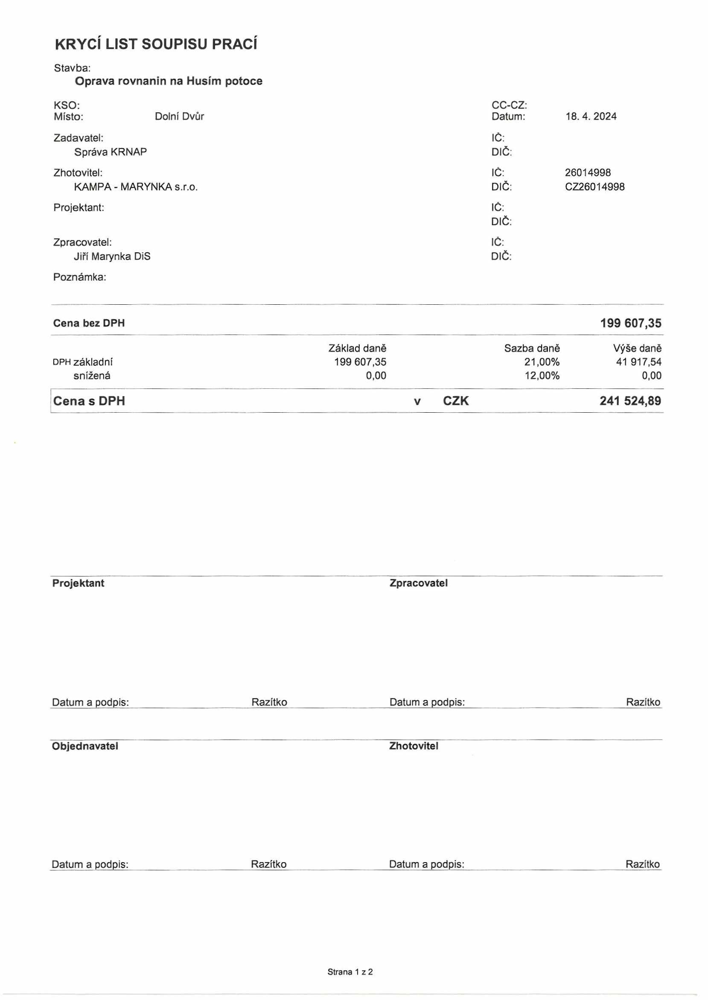 KRYCÍ LIST SOUPISU PRACÍ
Stavba:
Oprava rovnanin na Husím potoce
KSO: CC-CZ:
Místo: Dolní Dvůr Datum: 18. 4. 2024
Zadavatel: IČ:
Správa KRNAP DIČ:
Zhotovitel: IČ: 26014998
KAMPA - MARYNKA s.r.o. DIČ: CZ26014998
Projektant: IČ:
DIČ:
Zpracovatel: IČ:
Jiří Marynka DiS DIČ:
Poznámka:
Cena bez DPH 199 607,35
Základ daně Sazba daně Výše daně
DPH základní 199 607,35 21,00% 41 917,54
snížená 0,00 12,00% 0,00
Cena s DPH v CZK 241 524,89
Projektant Zpracovatel
Datum a podpis: Razítko Datum a podpis: Razítko
Objednavatel Zhotovitel
Datum a podpis: Razítko Datum a podpis: Razítko
Strana 1 z 2